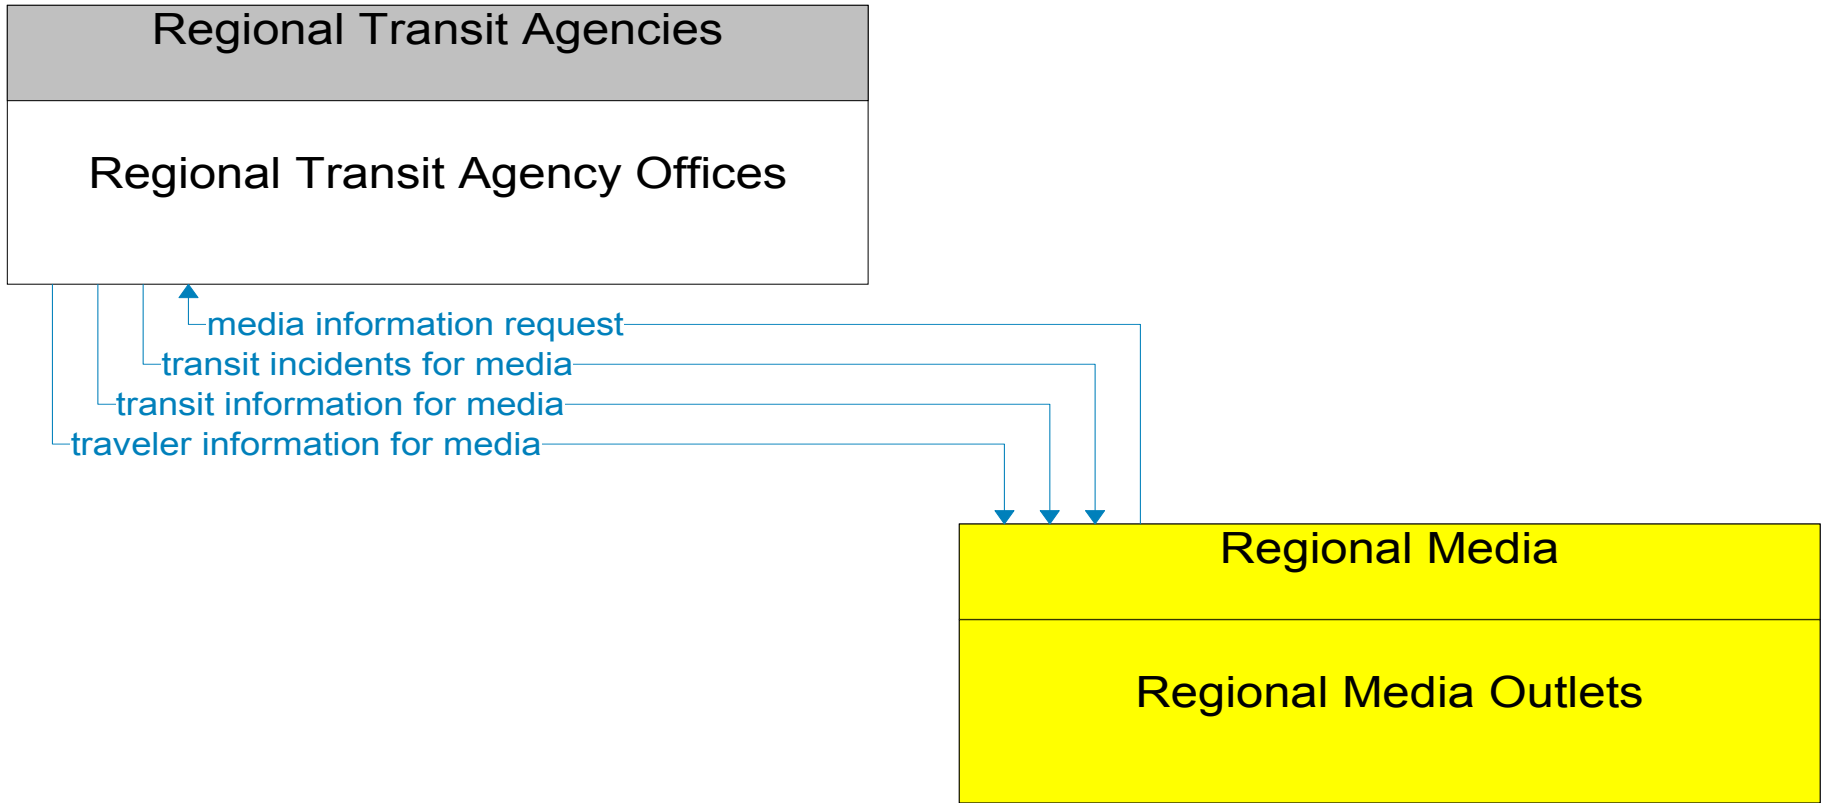 Regional Transit Agencies
Regional Transit Agency Offices
media information request
transit incidents for media
transit information for media
traveler information for media
Regional Media
Regional Media Outlets